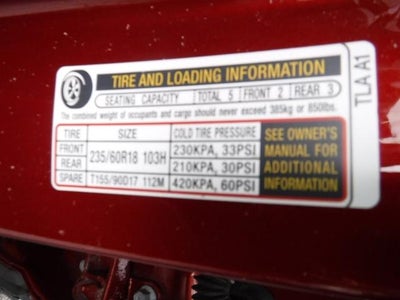 TIRE AND LOADING INFORMATION
SEATING CAPACITY TOTAL 5 FRONT 2 REAR 3
The combined weight of occupants and cargo should never exceed 385kg or 850lbs.
TIRE SIZE COLD TIRE PRESSURE
FRONT 235/60R18 103H 230KPA, 33PSI
REAR 210KPA, 30PSI
SPARE T155/90D17 112M 420KPA, 60PSI
SEE OWNER'S
MANUAL FOR
ADDITIONAL
INFORMATION
TLA A1